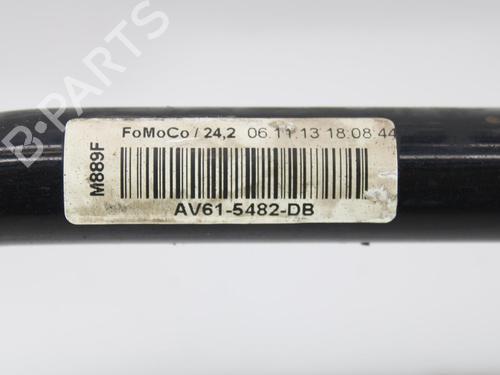 FoMoCo / 24,2 06.11.13 18:08:44
M889F
AV61-5482-DB
B-PARTS